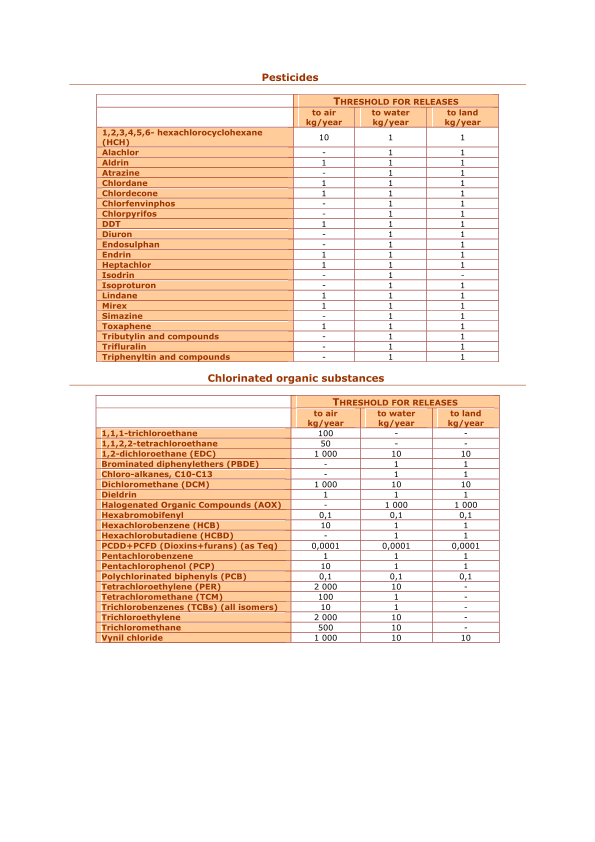 Pesticides
THRESHOLD FOR RELEASES
to air kg/year to water kg/year to land kg/year
1,2,3,4,5,6- hexachlorocyclohexane (HCH) 10 1 1
Alachlor - 1 1
Aldrin 1 1 1
Atrazine - 1 1
Chlordane 1 1 1
Chlordecone 1 1 1
Chlorfenvinphos - 1 1
Chlorpyrifos - 1 1
DDT 1 1 1
Diuron - 1 1
Endosulphan - 1 1
Endrin 1 1 1
Heptachlor 1 1 1
Isodrin - 1 -
Isoproturon - 1 1
Lindane 1 1 1
Mirex 1 1 1
Simazine - 1 1
Toxaphene 1 1 1
Tributylin and compounds - 1 1
Trifluralin - 1 1
Triphenyltin and compounds - 1 1
Chlorinated organic substances
THRESHOLD FOR RELEASES
to air kg/year to water kg/year to land kg/year
1,1,1-trichloroethane 100 - -
1,1,2,2-tetrachloroethane 50 - -
1,2-dichloroethane (EDC) 1 000 10 10
Brominated diphenylethers (PBDE) - 1 1
Chloro-alkanes, C10-C13 - 1 1
Dichloromethane (DCM) 1 000 10 10
Dieldrin 1 1 1
Halogenated Organic Compounds (AOX) - 1 000 1 000
Hexabromobifenyl 0,1 0,1 0,1
Hexachlorobenzene (HCB) 10 1 1
Hexachlorobutadiene (HCBD) - 1 1
PCDD+PCFD (Dioxins+furans) (as Teq) 0,0001 0,0001 0,0001
Pentachlorobenzene 1 1 1
Pentachlorophenol (PCP) 10 1 1
Polychlorinated biphenyls (PCB) 0,1 0,1 0,1
Tetrachloroethylene (PER) 2 000 10 -
Tetrachloromethane (TCM) 100 1 -
Trichlorobenzenes (TCBs) (all isomers) 10 1 -
Trichloroethylene 2 000 10 -
Trichloromethane 500 10 -
Vynil chloride 1 000 10 10